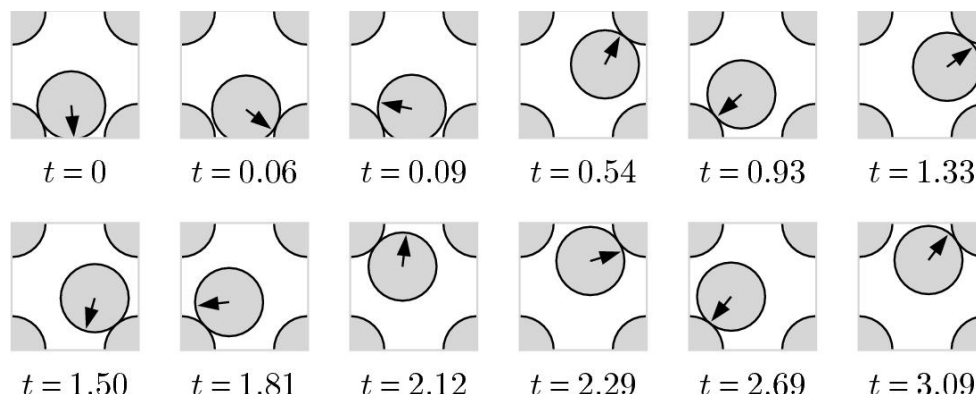 t = 0 t = 0.06 t = 0.09 t = 0.54 t = 0.93 t = 1.33
t = 1.50 t = 1.81 t = 2.12 t = 2.29 t = 2.69 t = 3.09